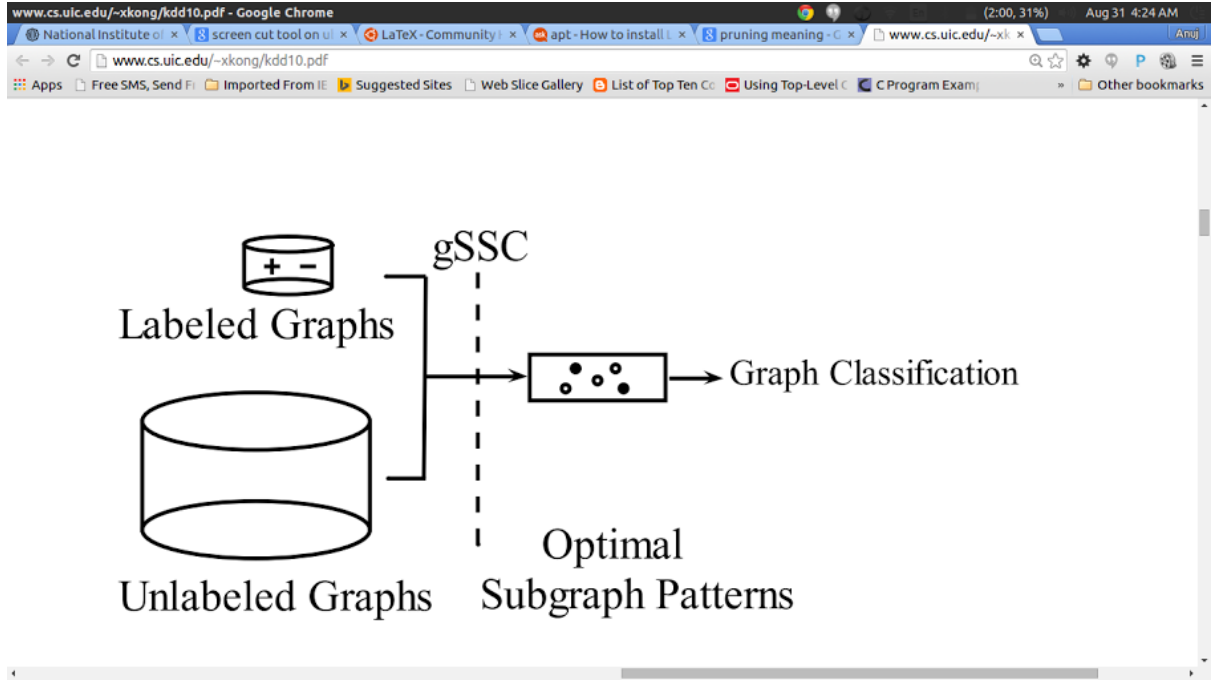 www.cs.uic.edu/~xkong/kdd10.pdf - Google Chrome (2:00, 31%) Aug 31 4:24 AM
National Institute of screen cut tool on ul LaTeX - Community apt - How to install L pruning meaning - G www.cs.uic.edu/~xk Anuj
www.cs.uic.edu/~xkong/kdd10.pdf
Apps Free SMS, Send Fr Imported From IE Suggested Sites Web Slice Gallery List of Top Ten Co Using Top-Level C C Program Examp » Other bookmarks
gSSC
+ −
Labeled Graphs
Graph Classification
Optimal
Unlabeled Graphs Subgraph Patterns